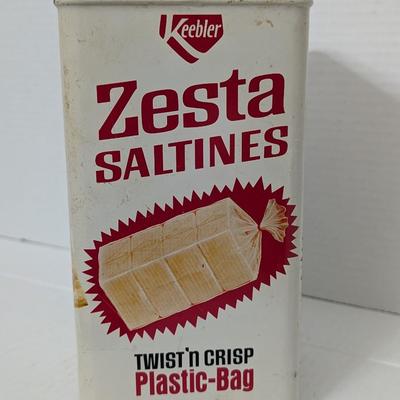 Keebler
Zesta
SALTINES
TWIST'N CRISP
Plastic-Bag